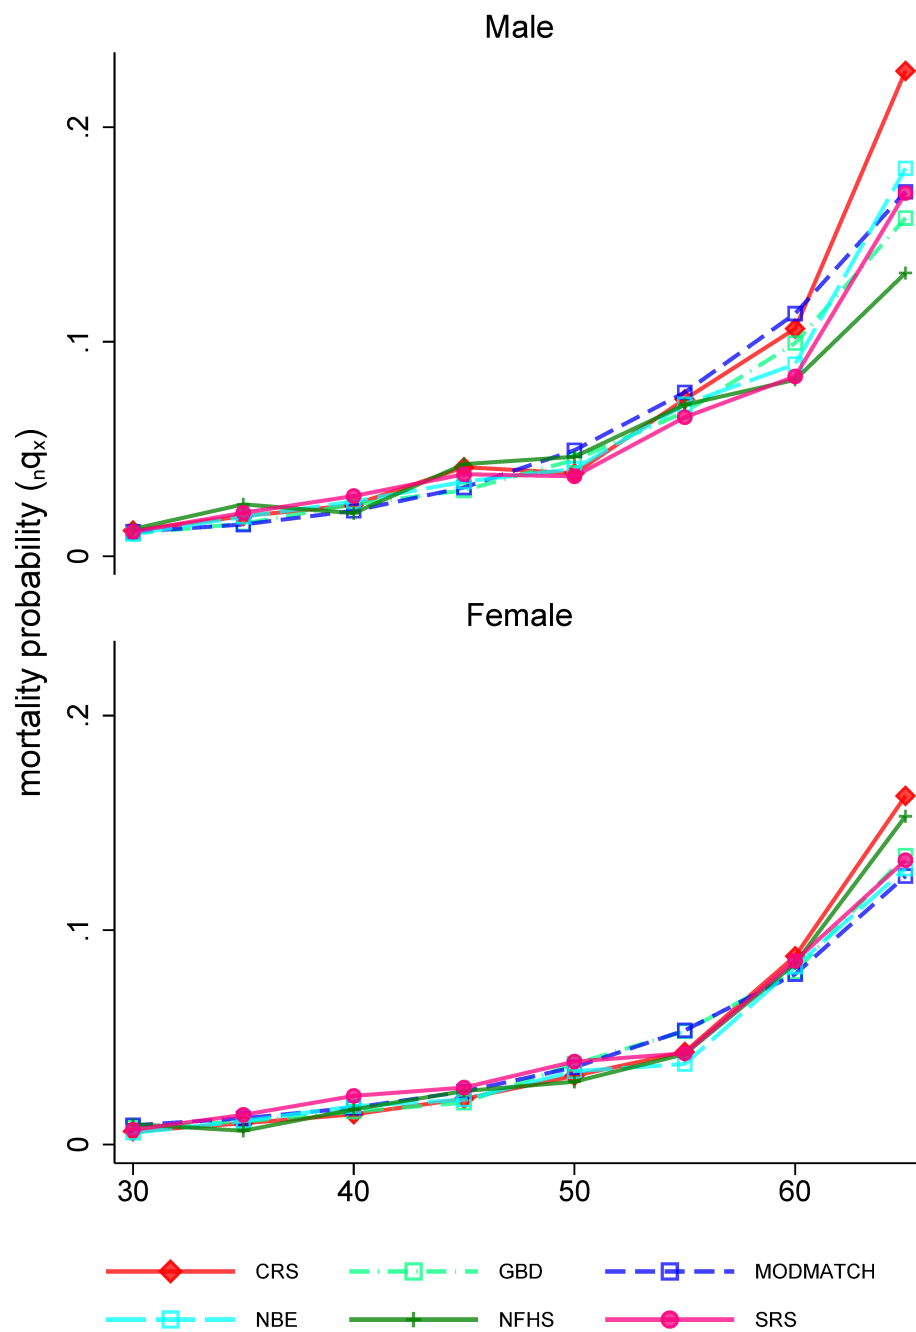 Male
.2
.1
0
mortality probability (ₙqₓ)
Female
.2
.1
0
30 40 50 60
CRS GBD MODMATCH
NBE NFHS SRS